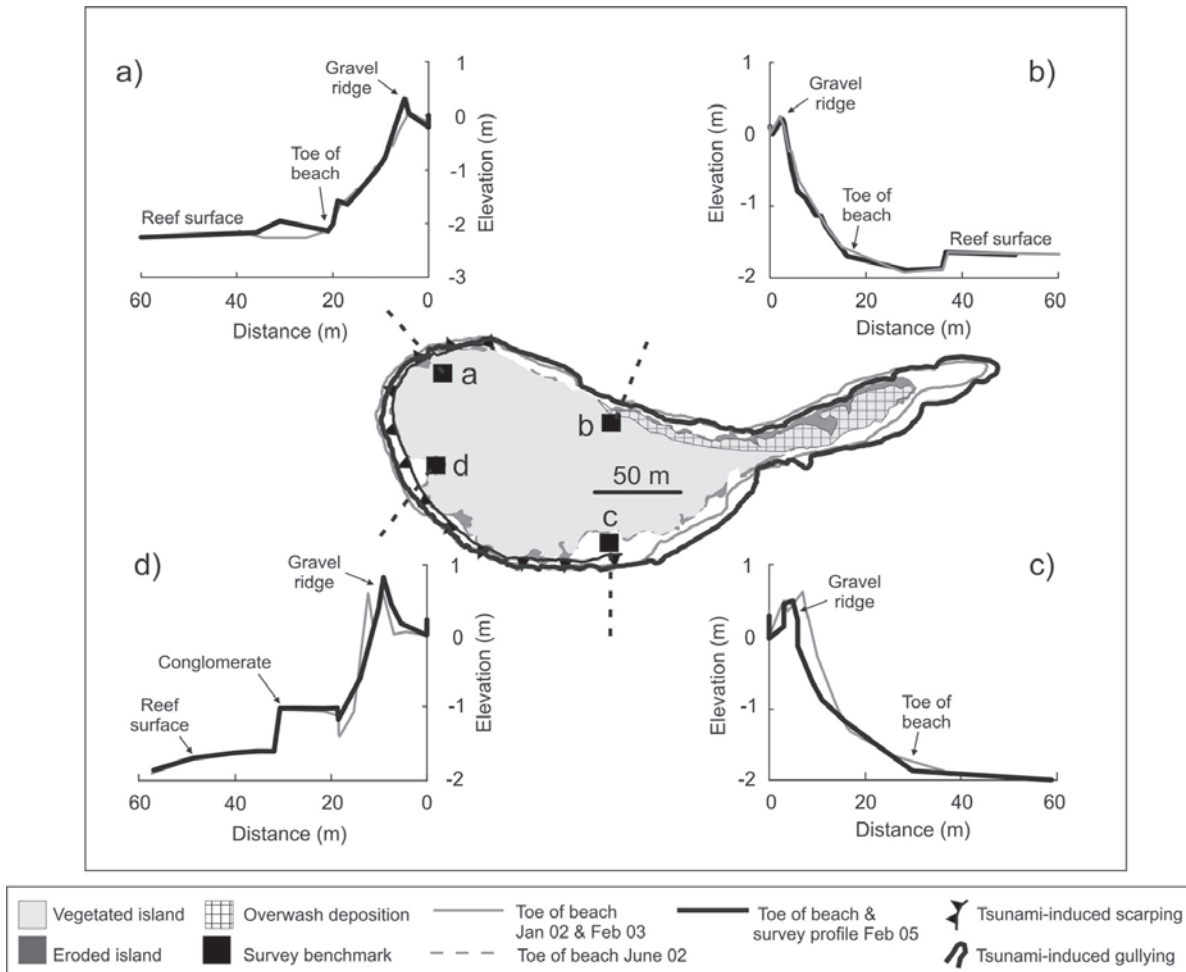 a)
Gravel
ridge
1
0
-1
-2
-3
Elevation (m)
Toe of
beach
Reef surface
60
40
20
0
Distance (m)
b)
Gravel
ridge
1
0
-1
-2
Elevation (m)
Toe of
beach
Reef surface
0
20
40
60
Distance (m)
a
b
d
50 m
c
d)
Gravel
ridge
1
0
-1
-2
Elevation (m)
Conglomerate
Reef
surface
60
40
20
0
Distance (m)
c)
Gravel
ridge
1
0
-1
-2
Elevation (m)
Toe of
beach
0
20
40
60
Distance (m)
Vegetated island
Eroded island
Overwash deposition
Survey benchmark
Toe of beach
Jan 02 & Feb 03
Toe of beach June 02
Toe of beach &
survey profile Feb 05
Tsunami-induced scarping
Tsunami-induced gullying